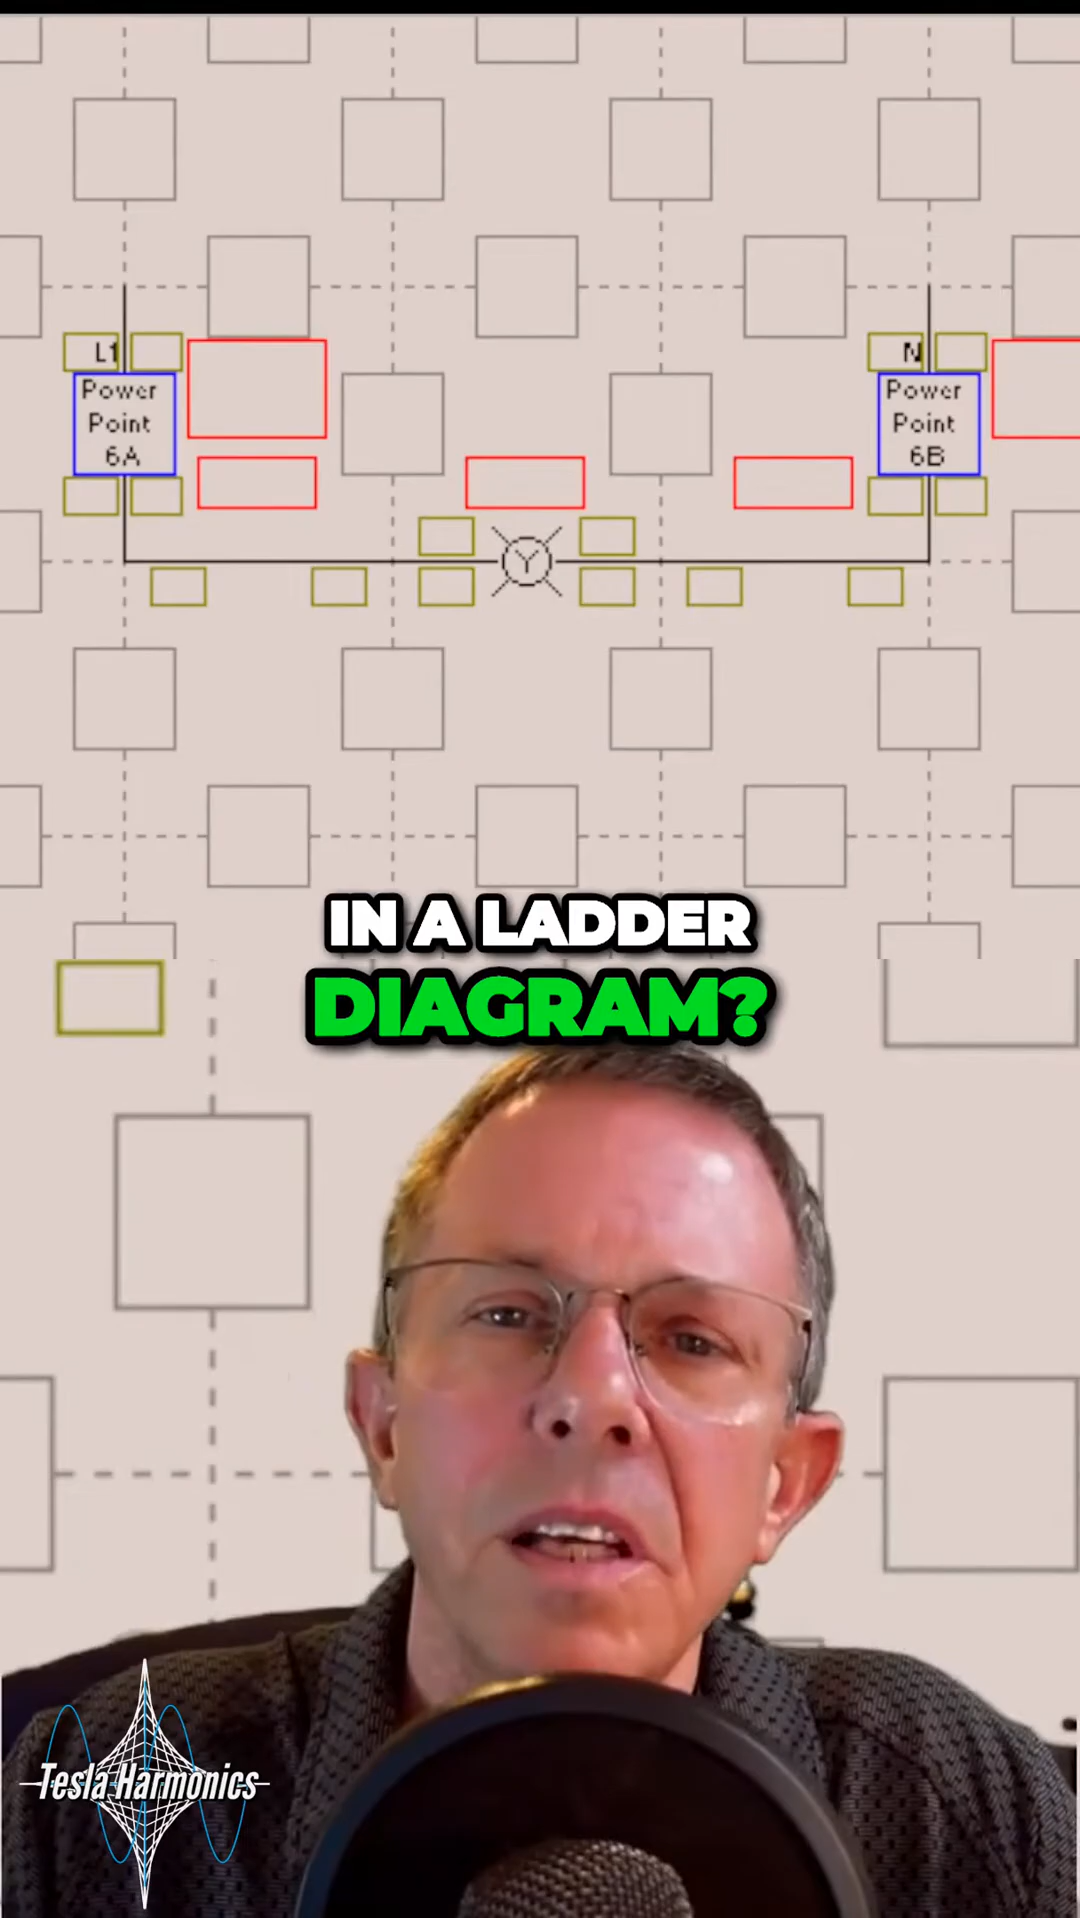 L1
N
Power
Point
6A
Power
Point
6B
Y
IN A LADDER
DIAGRAM?
Tesla Harmonics